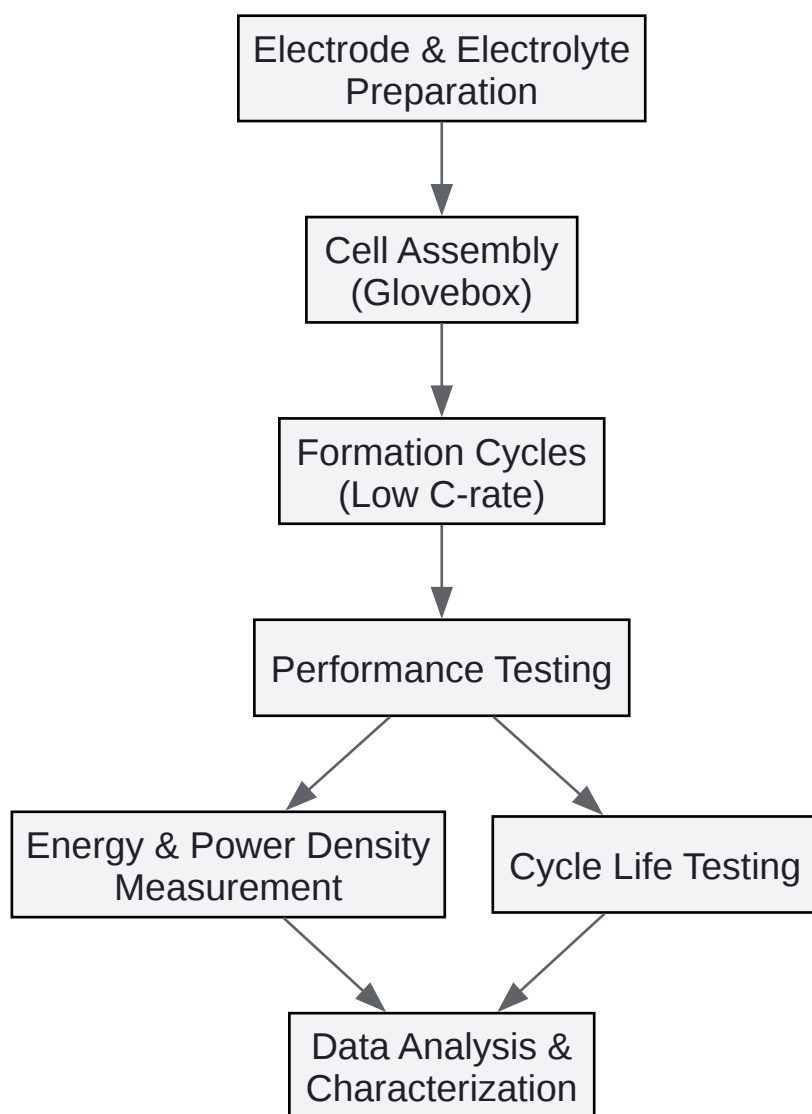 Electrode & Electrolyte
Preparation
Cell Assembly
(Glovebox)
Formation Cycles
(Low C-rate)
Performance Testing
Energy & Power Density
Measurement
Cycle Life Testing
Data Analysis &
Characterization